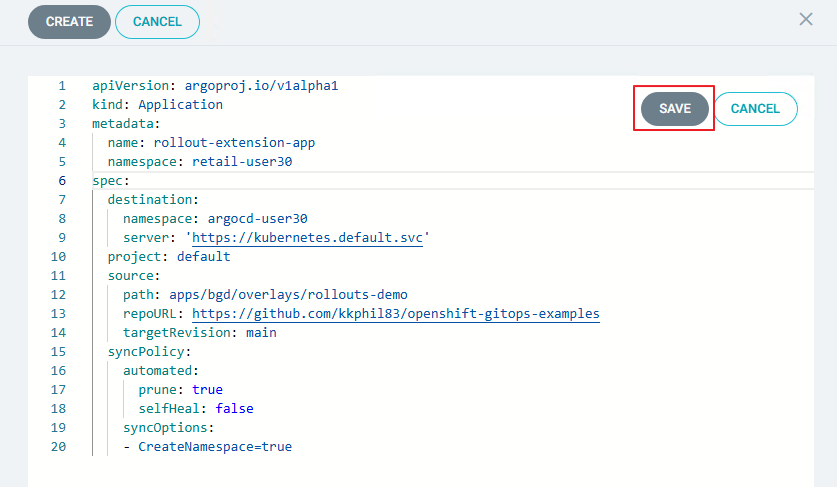 CREATE CANCEL
SAVE CANCEL
1 apiVersion: argoproj.io/v1alpha1
2 kind: Application
3 metadata:
4   name: rollout-extension-app
5   namespace: retail-user30
6 spec:
7   destination:
8     namespace: argocd-user30
9     server: 'https://kubernetes.default.svc'
10   project: default
11   source:
12     path: apps/bgd/overlays/rollouts-demo
13     repoURL: https://github.com/kkphil83/openshift-gitops-examples
14     targetRevision: main
15   syncPolicy:
16     automated:
17       prune: true
18       selfHeal: false
19     syncOptions:
20     - CreateNamespace=true